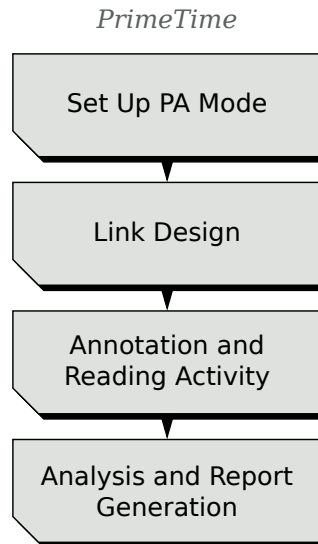 PrimeTime
Set Up PA Mode
Link Design
Annotation and
Reading Activity
Analysis and Report
Generation